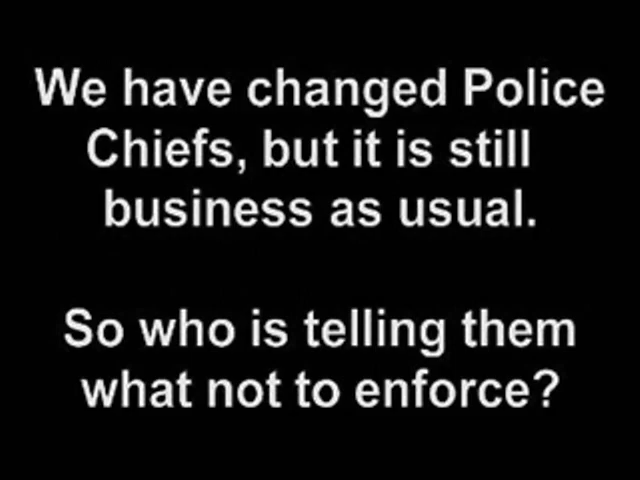 We have changed Police
Chiefs, but it is still
business as usual.
So who is telling them
what not to enforce?